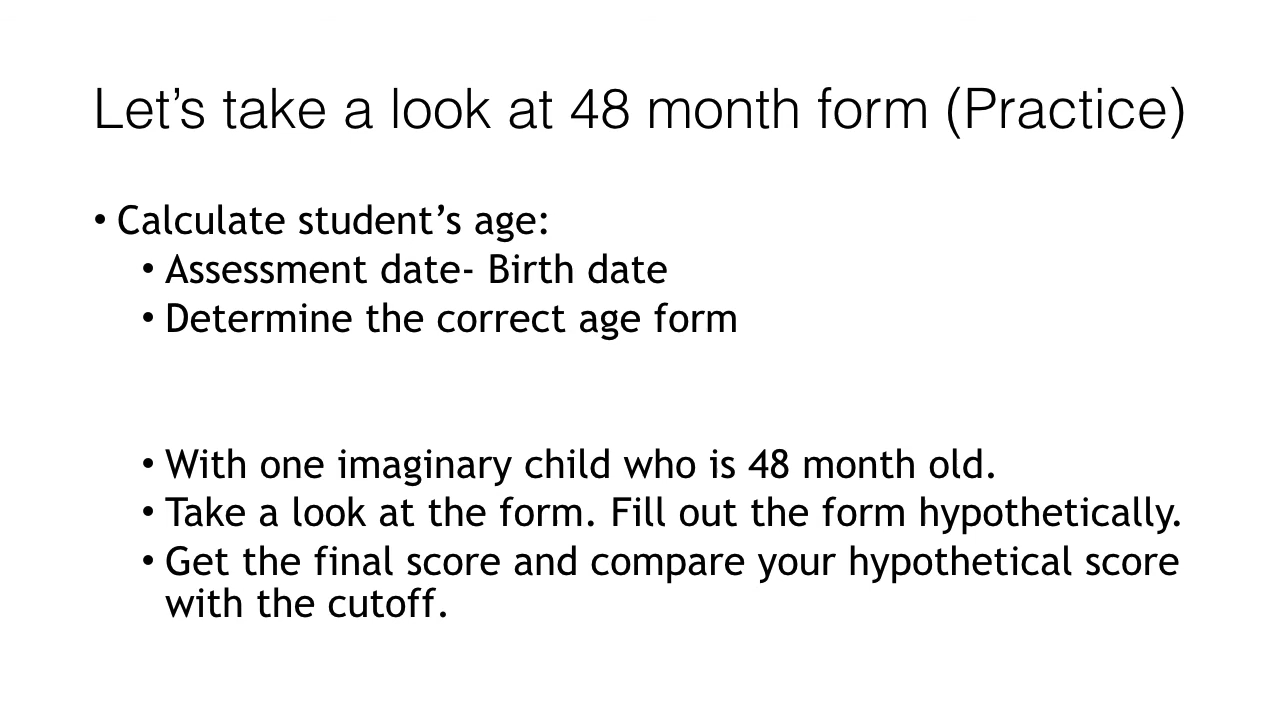 Let’s take a look at 48 month form (Practice)
• Calculate student’s age:
• Assessment date- Birth date
• Determine the correct age form
• With one imaginary child who is 48 month old.
• Take a look at the form. Fill out the form hypothetically.
• Get the final score and compare your hypothetical score
with the cutoff.